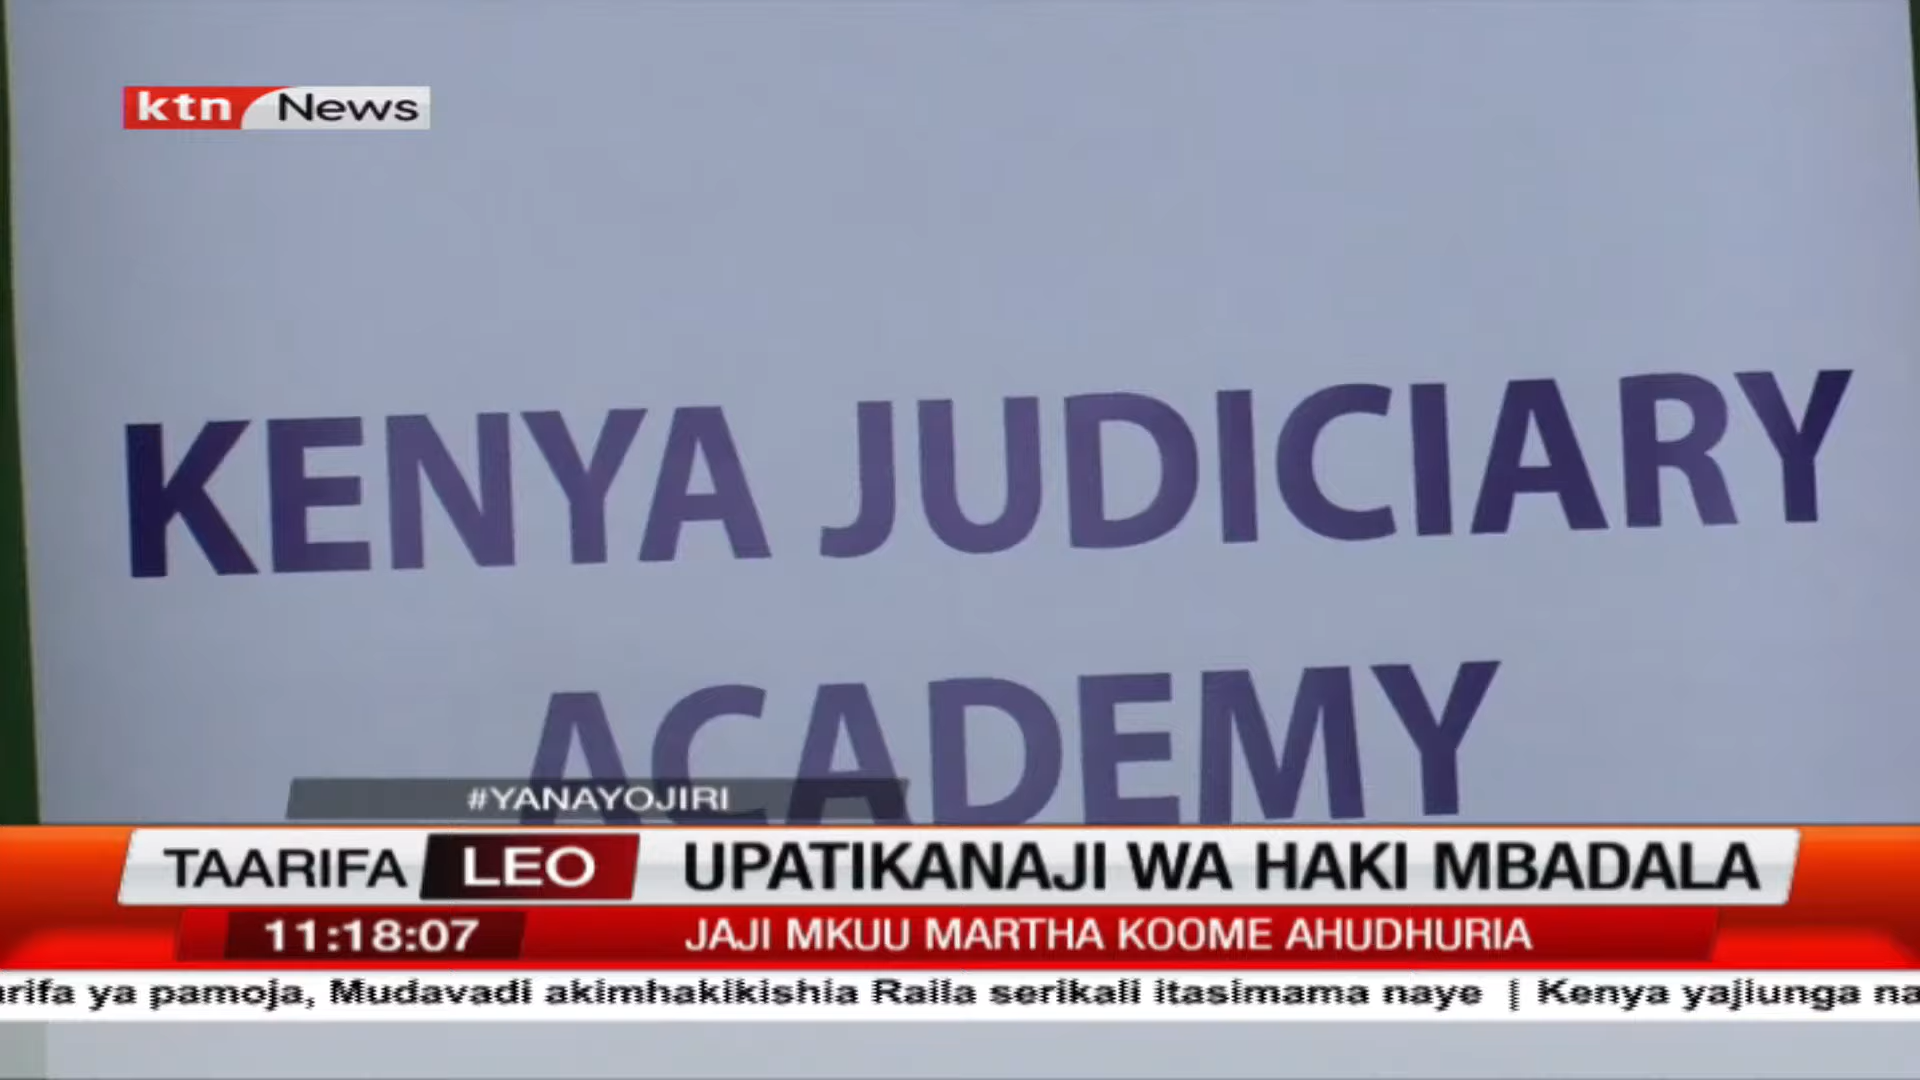 ktn News
KENYA JUDICIARY
ACADEMY
#YANAYOJIRI
TAARIFA LEO
UPATIKANAJI WA HAKI MBADALA
11:18:07
JAJI MKUU MARTHA KOOME AHUDHURIA
ya pamoja, Mudavadi akimhakikishia Raila serikali itasimama naye | Kenya yajiunga na